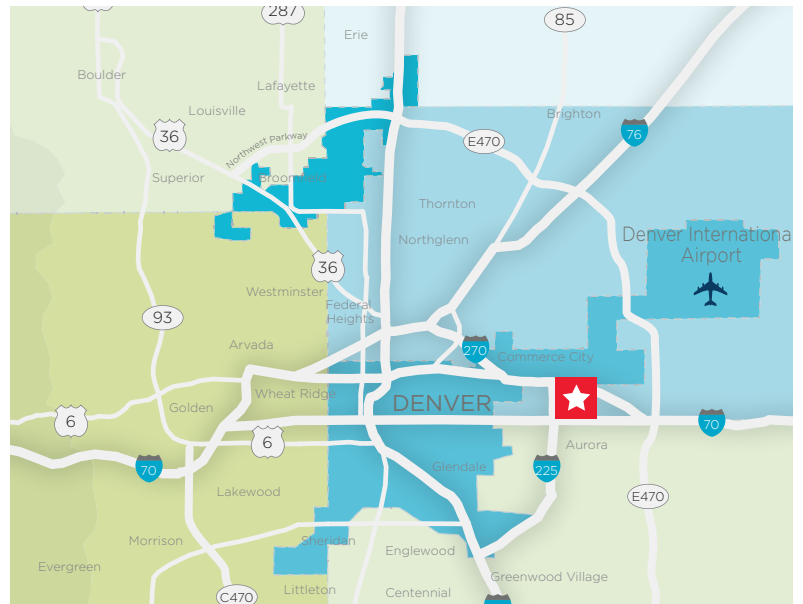 287
85
Erie
Boulder
Lafayette
Louisville
Brighton
36
Northwest Parkway
E470
76
Superior
Broomfield
Thornton
Denver International
Airport
Northglenn
36
Westminster
Federal
Heights
93
Arvada
270
Commerce City
Wheat Ridge
DENVER
Golden
6
6
70
Aurora
70
Glendale
225
Lakewood
E470
Morrison
Sheridan
Englewood
Evergreen
Greenwood Village
Littleton
Centennial
C470